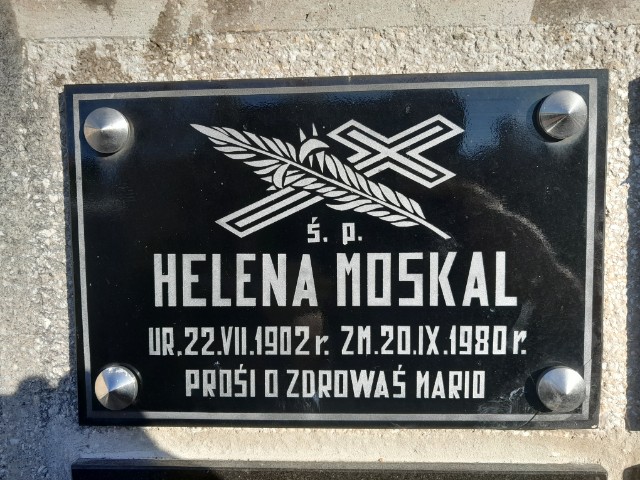 ś. p.
HELENA MOSKAL
UR. 22.VII.1902 r. ZM. 20.IX.1980 r.
PROŚI O ZDROWAŚ MARIO